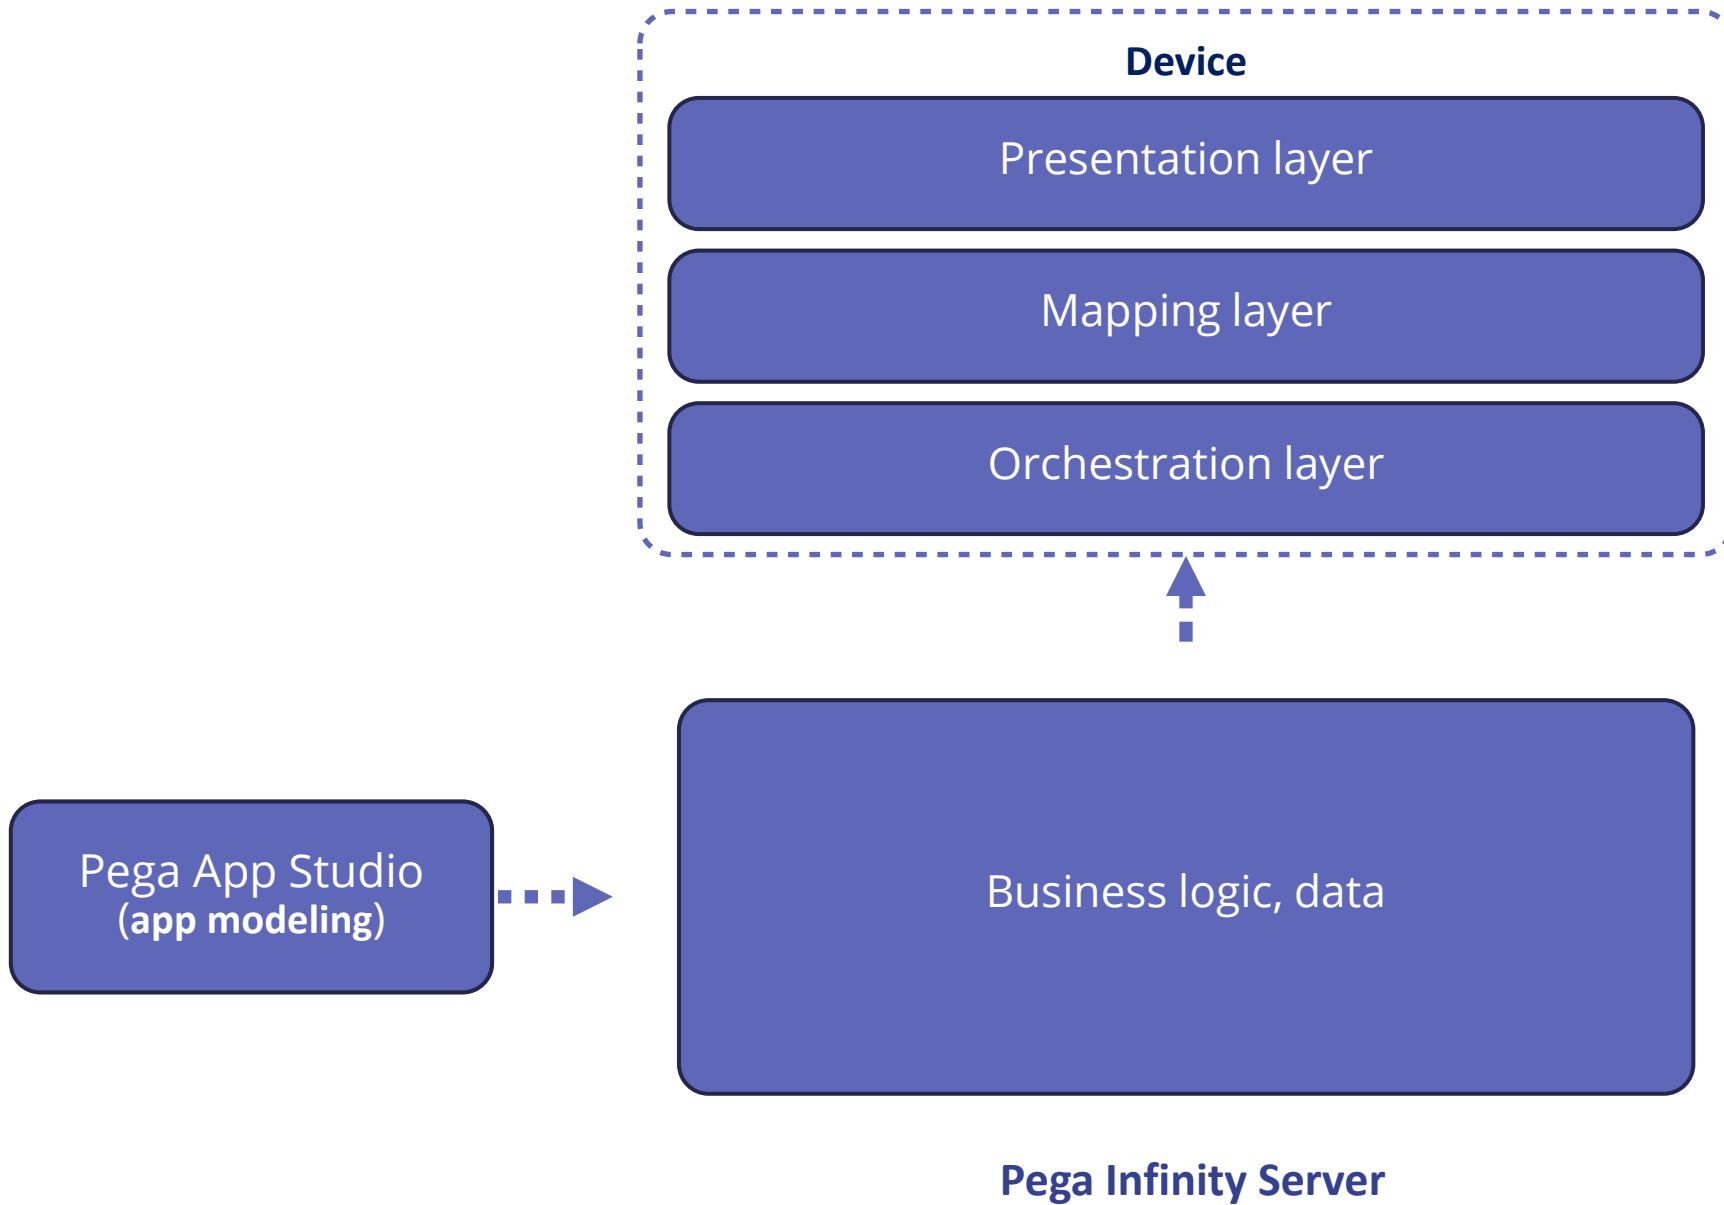 Device
Presentation layer
Mapping layer
Orchestration layer
Pega App Studio
(app modeling)
Business logic, data
Pega Infinity Server